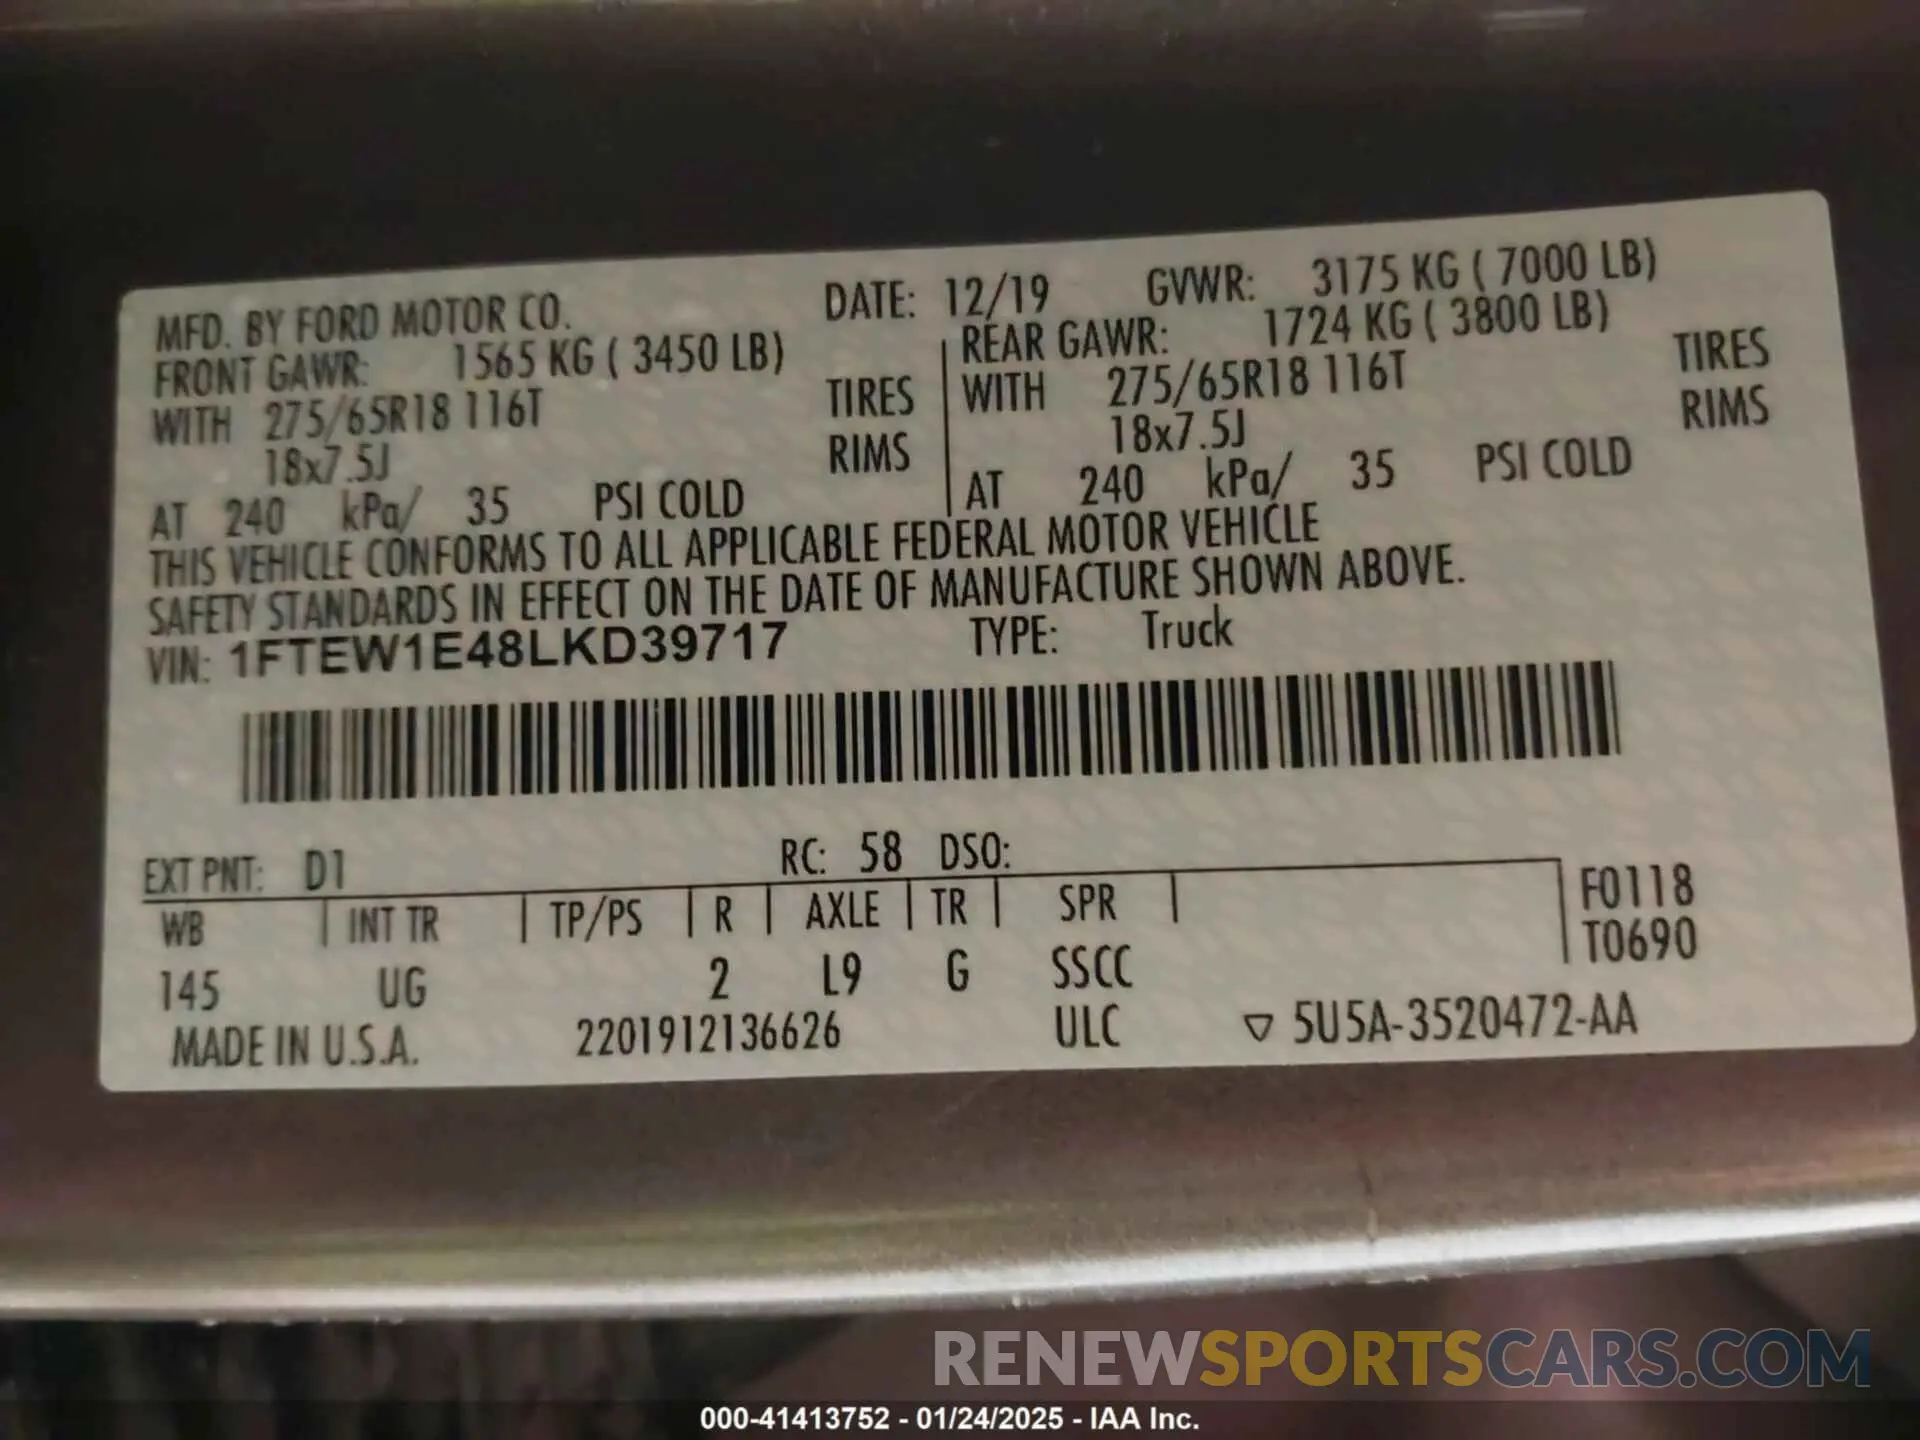 MFD. BY FORD MOTOR CO. DATE: 12/19 GVWR: 3175 KG ( 7000 LB)
FRONT GAWR: 1565 KG ( 3450 LB) REAR GAWR: 1724 KG ( 3800 LB)
WITH 275/65R18 116T TIRES WITH 275/65R18 116T TIRES
18x7.5J RIMS 18x7.5J RIMS
AT 240 kPa/ 35 PSI COLD AT 240 kPa/ 35 PSI COLD
THIS VEHICLE CONFORMS TO ALL APPLICABLE FEDERAL MOTOR VEHICLE
SAFETY STANDARDS IN EFFECT ON THE DATE OF MANUFACTURE SHOWN ABOVE.
VIN: 1FTEW1E48LKD39717 TYPE: Truck
EXT PNT: D1 RC: 58 DSO:
WB INT TR TP/PS R AXLE TR SPR F0118
T0690
145 UG 2 L9 G SSCC
MADE IN U.S.A. 2201912136626 ULC ▽ 5U5A-3520472-AA
RENEWSPORTSCARS.COM
000-41413752 - 01/24/2025 - IAA Inc.